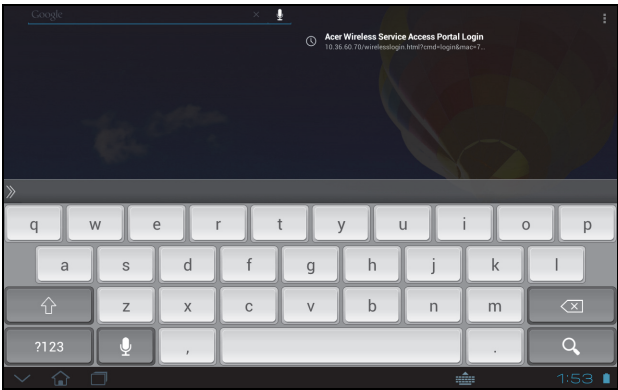 Google
Acer Wireless Service Access Portal Login
10.36.60.70/wirelesslogin.html?cmd=login&mac=7...
q w e r t y u i o p
a s d f g h j k l
z x c v b n m
?123 , .
1:53